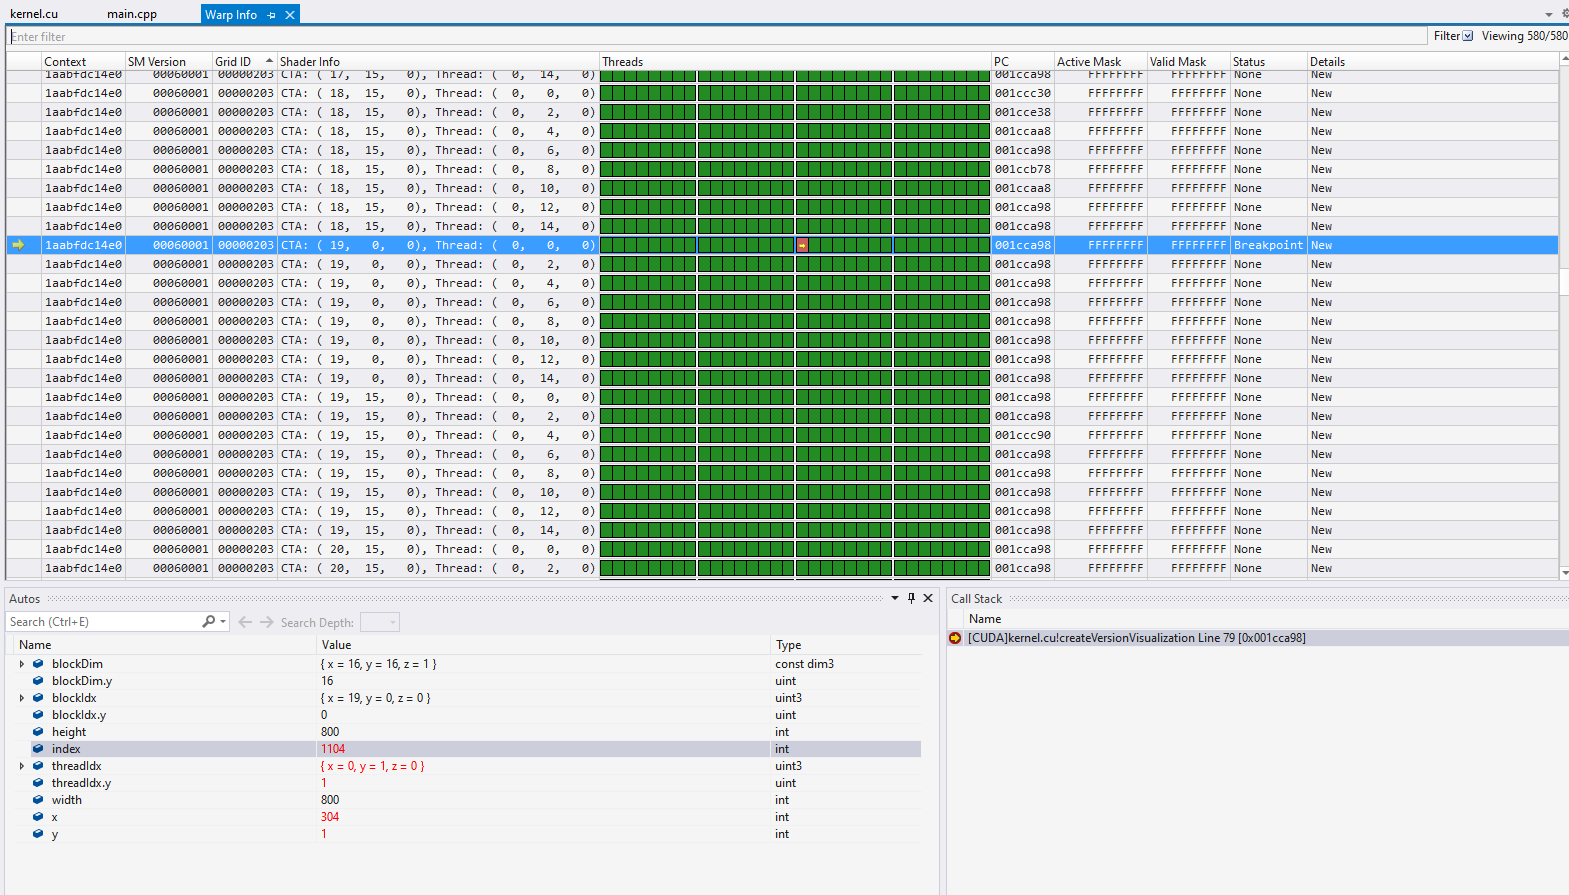 kernel.cu main.cpp Warp Info
Enter filter Filter Viewing 580/580
Context SM Version Grid ID Shader Info Threads PC Active Mask Valid Mask Status Details
1aabfdc14e0 00060001 00000203 CTA: ( 17, 15, 0), Thread: ( 0, 14, 0) 001cca98 FFFFFFFF FFFFFFFF None New
1aabfdc14e0 00060001 00000203 CTA: ( 18, 15, 0), Thread: ( 0, 0, 0) 001ccc30 FFFFFFFF FFFFFFFF None New
1aabfdc14e0 00060001 00000203 CTA: ( 18, 15, 0), Thread: ( 0, 2, 0) 001cce38 FFFFFFFF FFFFFFFF None New
1aabfdc14e0 00060001 00000203 CTA: ( 18, 15, 0), Thread: ( 0, 4, 0) 001ccaa8 FFFFFFFF FFFFFFFF None New
1aabfdc14e0 00060001 00000203 CTA: ( 18, 15, 0), Thread: ( 0, 6, 0) 001cca98 FFFFFFFF FFFFFFFF None New
1aabfdc14e0 00060001 00000203 CTA: ( 18, 15, 0), Thread: ( 0, 8, 0) 001ccb78 FFFFFFFF FFFFFFFF None New
1aabfdc14e0 00060001 00000203 CTA: ( 18, 15, 0), Thread: ( 0, 10, 0) 001ccaa8 FFFFFFFF FFFFFFFF None New
1aabfdc14e0 00060001 00000203 CTA: ( 18, 15, 0), Thread: ( 0, 12, 0) 001cca98 FFFFFFFF FFFFFFFF None New
1aabfdc14e0 00060001 00000203 CTA: ( 18, 15, 0), Thread: ( 0, 14, 0) 001cca98 FFFFFFFF FFFFFFFF None New
1aabfdc14e0 00060001 00000203 CTA: ( 19, 0, 0), Thread: ( 0, 0, 0) 001cca98 FFFFFFFF FFFFFFFF Breakpoint New
1aabfdc14e0 00060001 00000203 CTA: ( 19, 0, 0), Thread: ( 0, 2, 0) 001cca98 FFFFFFFF FFFFFFFF None New
1aabfdc14e0 00060001 00000203 CTA: ( 19, 0, 0), Thread: ( 0, 4, 0) 001cca98 FFFFFFFF FFFFFFFF None New
1aabfdc14e0 00060001 00000203 CTA: ( 19, 0, 0), Thread: ( 0, 6, 0) 001cca98 FFFFFFFF FFFFFFFF None New
1aabfdc14e0 00060001 00000203 CTA: ( 19, 0, 0), Thread: ( 0, 8, 0) 001cca98 FFFFFFFF FFFFFFFF None New
1aabfdc14e0 00060001 00000203 CTA: ( 19, 0, 0), Thread: ( 0, 10, 0) 001cca98 FFFFFFFF FFFFFFFF None New
1aabfdc14e0 00060001 00000203 CTA: ( 19, 0, 0), Thread: ( 0, 12, 0) 001cca98 FFFFFFFF FFFFFFFF None New
1aabfdc14e0 00060001 00000203 CTA: ( 19, 0, 0), Thread: ( 0, 14, 0) 001cca98 FFFFFFFF FFFFFFFF None New
1aabfdc14e0 00060001 00000203 CTA: ( 19, 15, 0), Thread: ( 0, 0, 0) 001cca98 FFFFFFFF FFFFFFFF None New
1aabfdc14e0 00060001 00000203 CTA: ( 19, 15, 0), Thread: ( 0, 2, 0) 001cca98 FFFFFFFF FFFFFFFF None New
1aabfdc14e0 00060001 00000203 CTA: ( 19, 15, 0), Thread: ( 0, 4, 0) 001ccc90 FFFFFFFF FFFFFFFF None New
1aabfdc14e0 00060001 00000203 CTA: ( 19, 15, 0), Thread: ( 0, 6, 0) 001cca98 FFFFFFFF FFFFFFFF None New
1aabfdc14e0 00060001 00000203 CTA: ( 19, 15, 0), Thread: ( 0, 8, 0) 001cca98 FFFFFFFF FFFFFFFF None New
1aabfdc14e0 00060001 00000203 CTA: ( 19, 15, 0), Thread: ( 0, 10, 0) 001cca98 FFFFFFFF FFFFFFFF None New
1aabfdc14e0 00060001 00000203 CTA: ( 19, 15, 0), Thread: ( 0, 12, 0) 001cca98 FFFFFFFF FFFFFFFF None New
1aabfdc14e0 00060001 00000203 CTA: ( 19, 15, 0), Thread: ( 0, 14, 0) 001cca98 FFFFFFFF FFFFFFFF None New
1aabfdc14e0 00060001 00000203 CTA: ( 20, 15, 0), Thread: ( 0, 0, 0) 001cca98 FFFFFFFF FFFFFFFF None New
1aabfdc14e0 00060001 00000203 CTA: ( 20, 15, 0), Thread: ( 0, 2, 0) 001cca98 FFFFFFFF FFFFFFFF None New
Autos
Search (Ctrl+E) Search Depth:
Name Value Type
blockDim { x = 16, y = 16, z = 1 } const dim3
blockDim.y 16 uint
blockIdx { x = 19, y = 0, z = 0 } uint3
blockIdx.y 0 uint
height 800 int
index 1104 int
threadIdx { x = 0, y = 1, z = 0 } uint3
threadIdx.y 1 uint
width 800 int
x 304 int
y 1 int
Call Stack
Name
[CUDA]kernel.cu!createVersionVisualization Line 79 [0x001cca98]